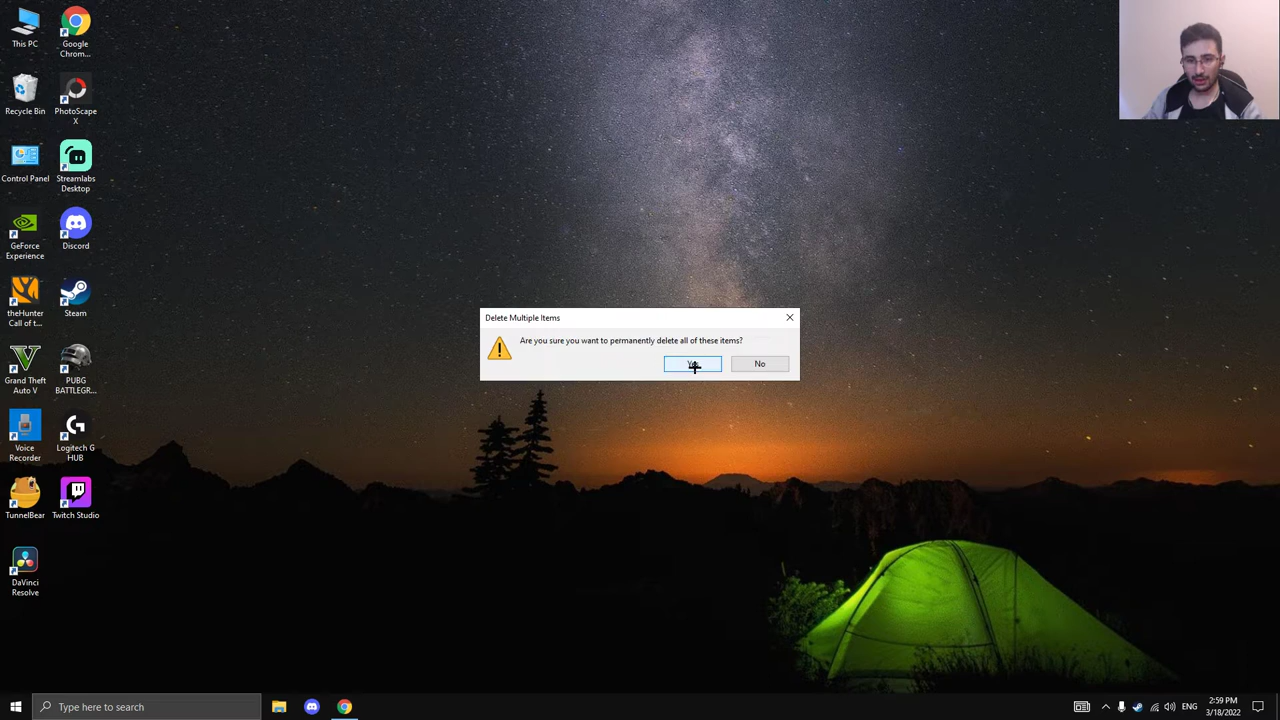 This PC
Google
Chrom...
Recycle Bin
PhotoScape
X
Control Panel
Streamlabs
Desktop
GeForce
Experience
Discord
theHunter
Call of t...
Steam
Grand Theft
Auto V
PUBG
BATTLEGR...
Voice
Recorder
Logitech G
HUB
TunnelBear
Twitch Studio
DaVinci
Resolve
Delete Multiple Items
Are you sure you want to permanently delete all of these items?
No
Type here to search
ENG
2:59 PM
3/18/2022